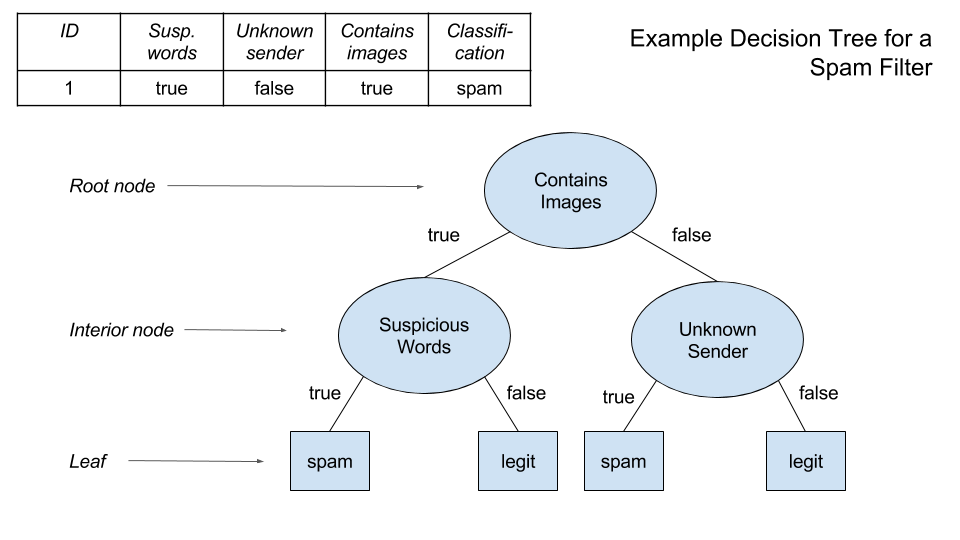 ID
Susp.
words
Unknown
sender
Contains
images
Classifi-
cation
1
true
false
true
spam
Example Decision Tree for a
Spam Filter
Root node
Contains
Images
true
false
Interior node
Suspicious
Words
Unknown
Sender
true
false
true
false
Leaf
spam
legit
spam
legit